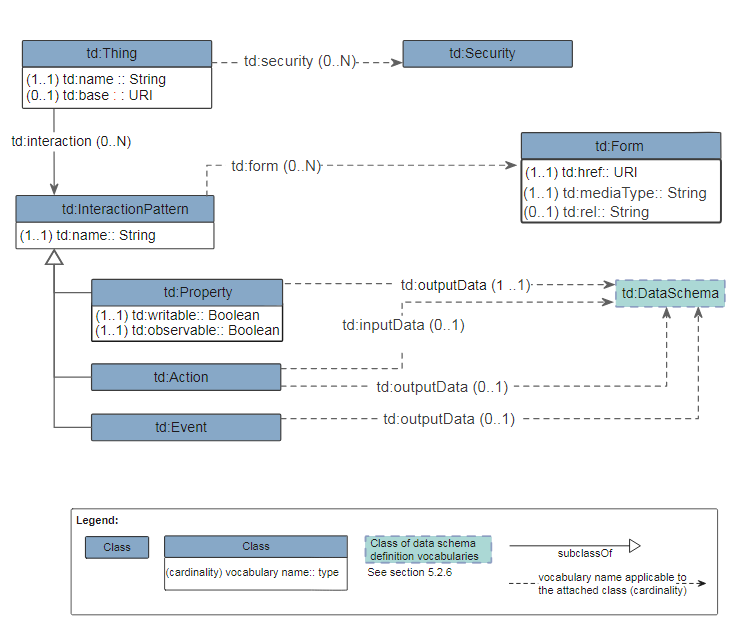 td:Thing
(1..1) td:name :: String
(0..1) td:base : : URI
td:security (0..N)
td:Security
td:interaction (0..N)
td:form (0..N)
td:Form
(1..1) td:href:: URI
(1..1) td:mediaType:: String
(0..1) td:rel:: String
td:InteractionPattern
(1..1) td:name:: String
td:Property
(1..1) td:writable:: Boolean
(1..1) td:observable:: Boolean
td:outputData (1 ..1)
td:DataSchema
td:inputData (0..1)
td:Action
td:outputData (0..1)
td:Event
td:outputData (0..1)
Legend:
Class
Class
(cardinality) vocabulary name:: type
Class of data schema
definition vocabularies
See section 5.2.6
subclassOf
vocabulary name applicable to
the attached class (cardinality)